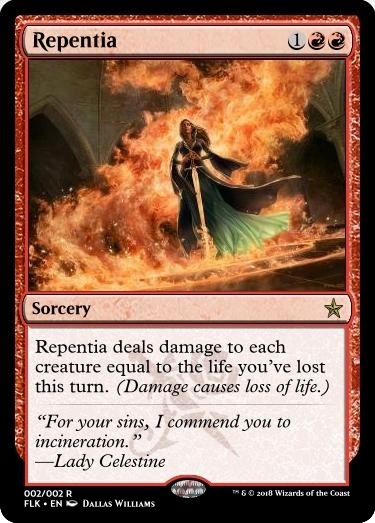 Repentia 1
Sorcery
Repentia deals damage to each
creature equal to the life you've lost
this turn. (Damage causes loss of life.)
“For your sins, I commend you to
incineration.”
—Lady Celestine
002/002 R
FLK • EN Dallas Williams
™ & © 2018 Wizards of the Coast